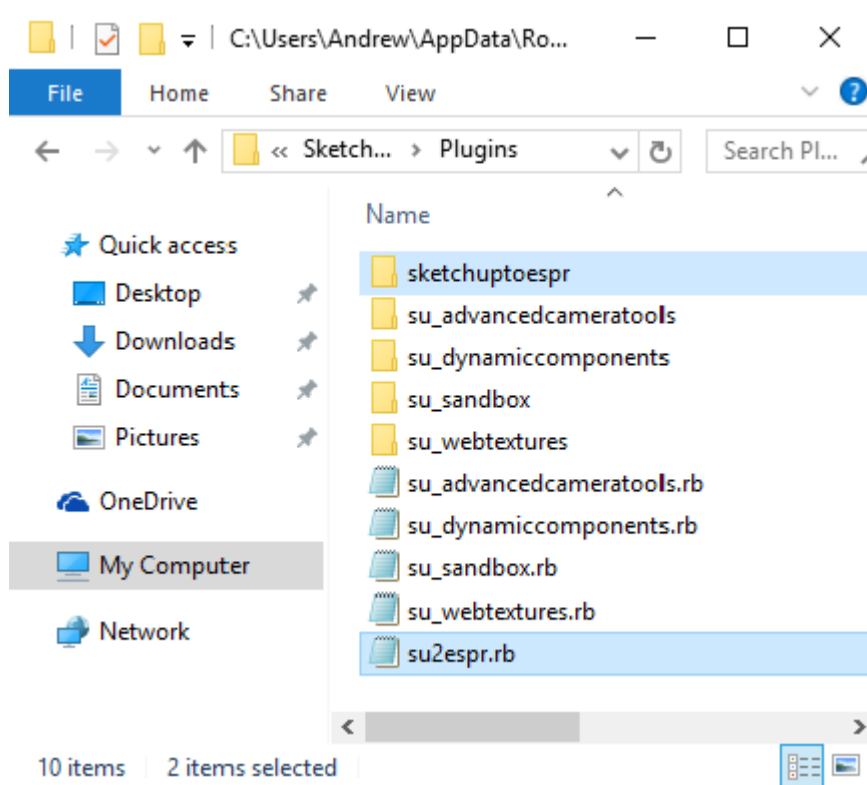 C:\Users\Andrew\AppData\Ro...
File Home Share View
« Sketch... > Plugins Search Pl...
Name
Quick access
Desktop
Downloads
Documents
Pictures
OneDrive
My Computer
Network
sketchuptoespr
su_advancedcameratools
su_dynamiccomponents
su_sandbox
su_webtextures
su_advancedcameratools.rb
su_dynamiccomponents.rb
su_sandbox.rb
su_webtextures.rb
su2espr.rb
10 items 2 items selected